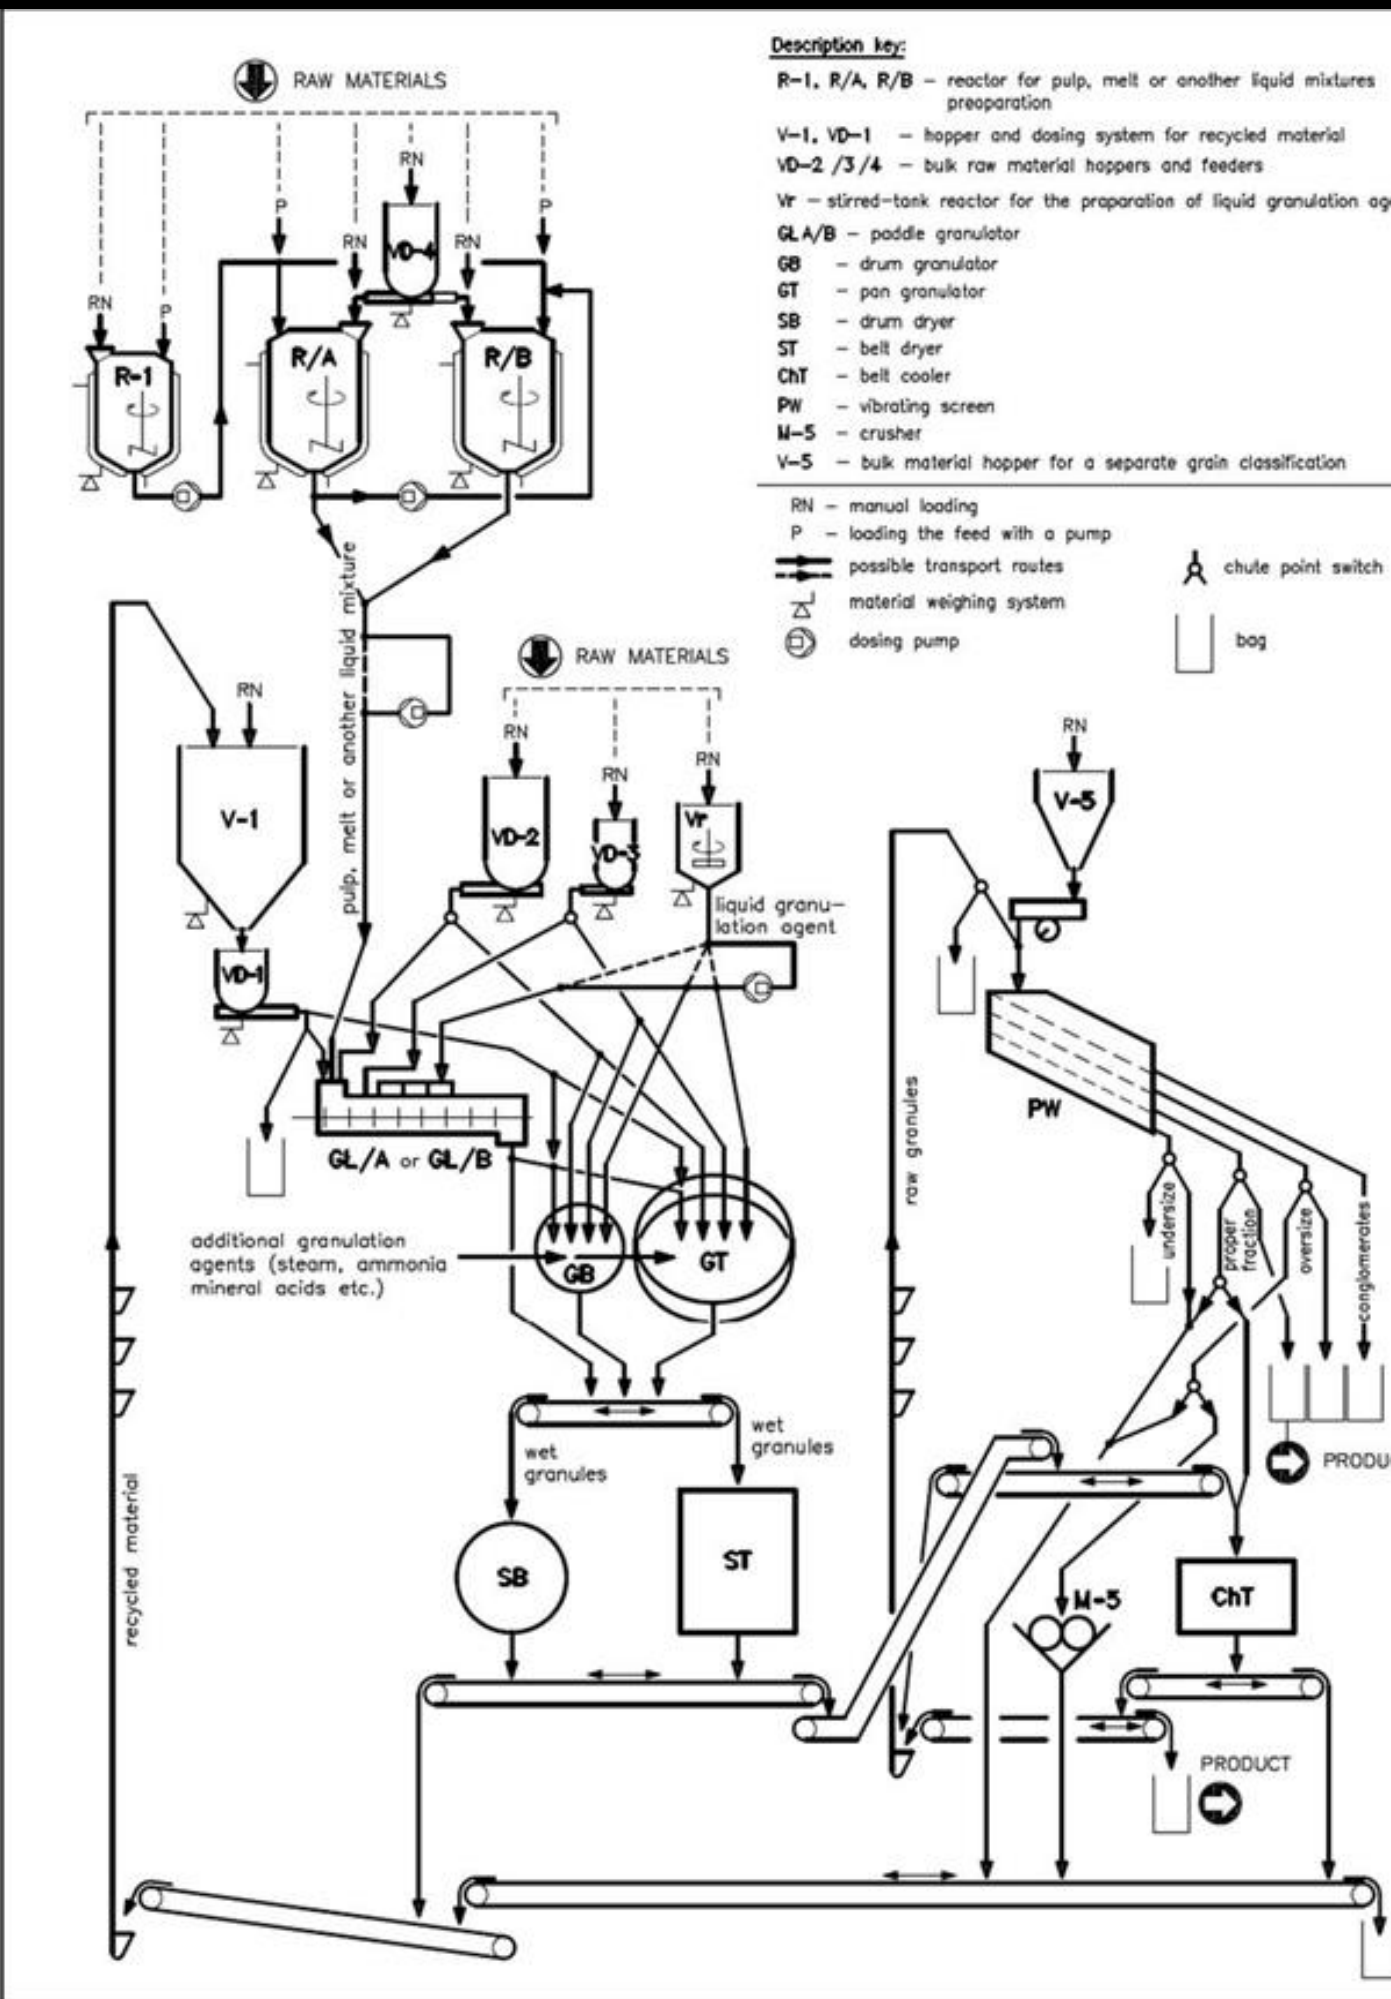 RAW MATERIALS
Description key:
R-1, R/A, R/B - reactor for pulp, melt or another liquid mixtures
preoparation
V-1, VD-1 - hopper and dosing system for recycled material
VD-2 /3 /4 - bulk raw material hoppers and feeders
Vr - stirred-tank reactor for the praparation of liquid granulation
GLA/B - paddle granulator
GB - drum granulator
GT - pan granulator
SB - drum dryer
ST - belt dryer
ChT - belt cooler
PW - vibrating screen
M-5 - crusher
V-5 - bulk material hopper for a separate grain classification
RN - manual loading
P - loading the feed with a pump
possible transport routes
chute point switch
material weighing system
dosing pump
bag
RN
P
RN
VD-4
RN
P
RN
P
R-1
R/A
R/B
pulp, melt or another liquid mixture
RAW MATERIALS
RN
RN
RN
RN
RN
V-1
VD-2
VD-3
Vr
V-5
liquid granu-
lation agent
VD-1
PW
GL/A or GL/B
raw granules
undersize
proper
fraction
oversize
conglomerates
additional granulation
agents (steam, ammonia
mineral acids etc.)
GB
GT
wet
granules
wet
granules
PRODU
recycled material
SB
ST
M-5
ChT
PRODUCT